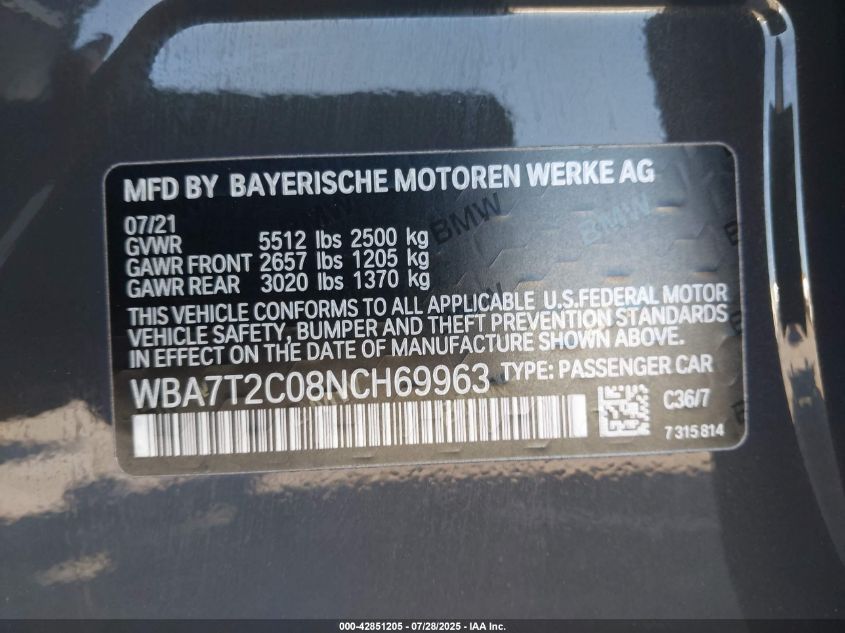 MFD BY BAYERISCHE MOTOREN WERKE AG
07/21
GVWR 5512 lbs 2500 kg
GAWR FRONT 2657 lbs 1205 kg
GAWR REAR 3020 lbs 1370 kg
THIS VEHICLE CONFORMS TO ALL APPLICABLE U.S.FEDERAL MOTOR
VEHICLE SAFETY, BUMPER AND THEFT PREVENTION STANDARDS
IN EFFECT ON THE DATE OF MANUFACTURE SHOWN ABOVE.
WBA7T2C08NCH69963 TYPE: PASSENGER CAR
C36/7
7 315 814
BMW
BMW
BMW
000-42851205 - 07/28/2025 - IAA Inc.